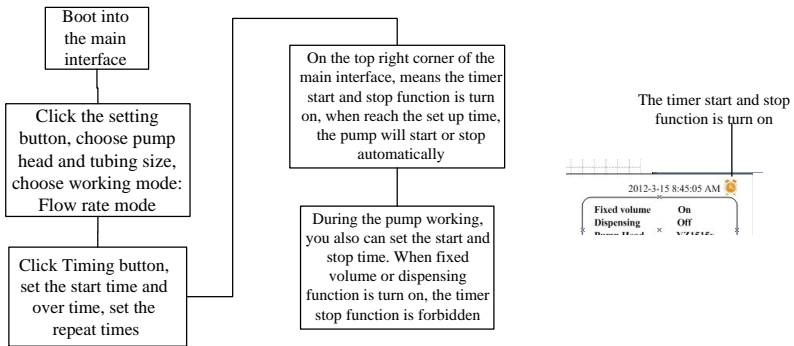 Boot into
the main
interface
Click the setting
button, choose pump
head and tubing size,
choose working mode:
Flow rate mode
Click Timing button,
set the start time and
over time, set the
repeat times
On the top right corner of the
main interface, means the timer
start and stop function is turn
on, when reach the set up time,
the pump will start or stop
automatically
During the pump working,
you also can set the start and
stop time. When fixed
volume or dispensing
function is turn on, the timer
stop function is forbidden
The timer start and stop
function is turn on
2012-3-15 8:45:05 AM
Fixed volume On
Dispensing Off
Pump Head YZ1515x